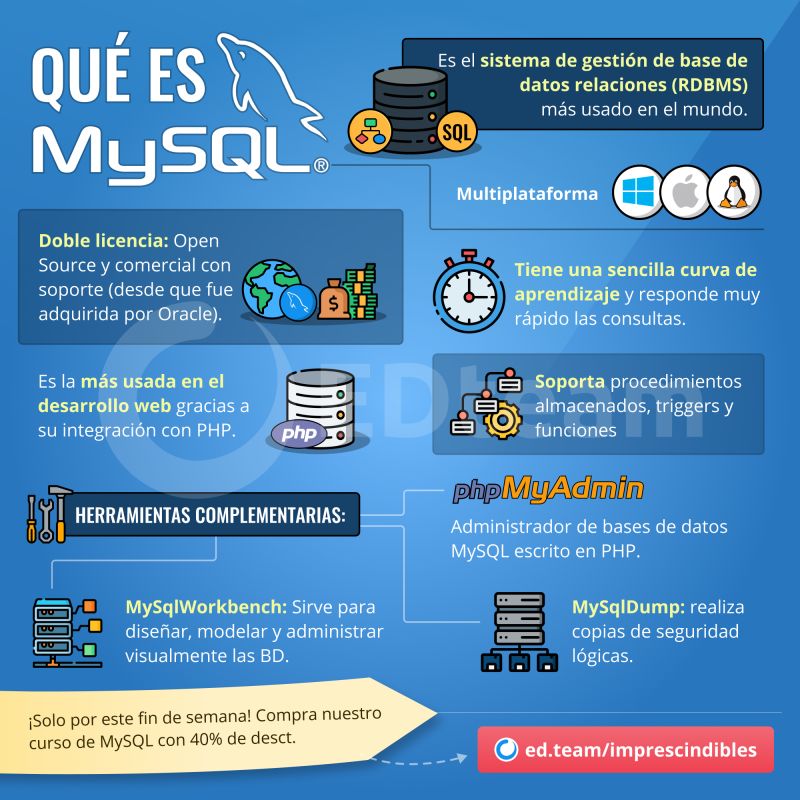 QUÉ ES
MySQL®
Es el sistema de gestión de base de
datos relaciones (RDBMS)
más usado en el mundo.
SQL
Multiplataforma
Doble licencia: Open
Source y comercial con
soporte (desde que fue
adquirida por Oracle).
$
Tiene una sencilla curva de
aprendizaje y responde muy
rápido las consultas.
Es la más usada en el
desarrollo web gracias a
su integración con PHP.
php
Soporta procedimientos
almacenados, triggers y
funciones
EDteam
HERRAMIENTAS COMPLEMENTARIAS:
phpMyAdmin
Administrador de bases de datos
MySQL escrito en PHP.
MySqlWorkbench: Sirve para
diseñar, modelar y administrar
visualmente las BD.
MySqlDump: realiza
copias de seguridad
lógicas.
¡Solo por este fin de semana! Compra nuestro
curso de MySQL con 40% de desct.
ed.team/imprescindibles